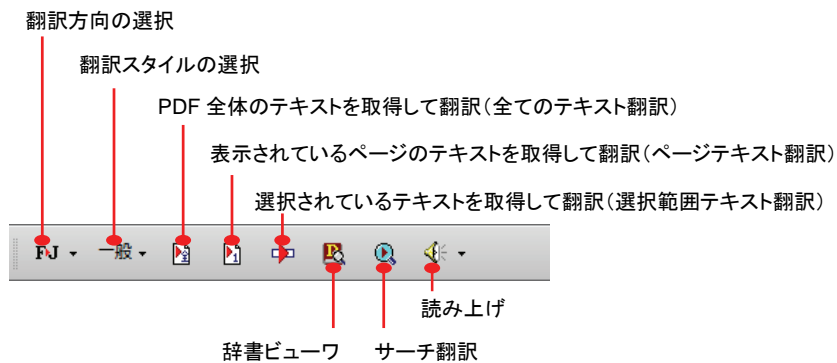 翻訳方向の選択
翻訳スタイルの選択
PDF 全体のテキストを取得して翻訳（全てのテキスト翻訳）
表示されているページのテキストを取得して翻訳（ページテキスト翻訳）
選択されているテキストを取得して翻訳（選択範囲テキスト翻訳）
一般
読み上げ
辞書ビューワ サーチ翻訳